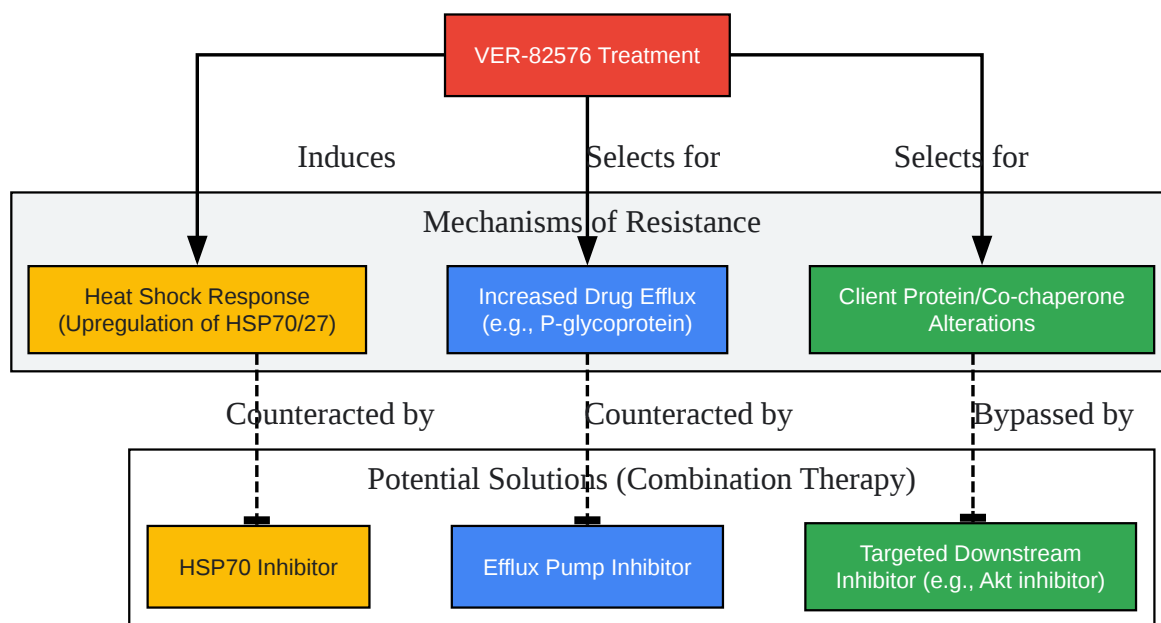 VER-82576 Treatment
Induces
Selects for
Selects for
Mechanisms of Resistance
Heat Shock Response
(Upregulation of HSP70/27)
Increased Drug Efflux
(e.g., P-glycoprotein)
Client Protein/Co-chaperone
Alterations
Counteracted by
Counteracted by
Bypassed by
Potential Solutions (Combination Therapy)
HSP70 Inhibitor
Efflux Pump Inhibitor
Targeted Downstream
Inhibitor (e.g., Akt inhibitor)